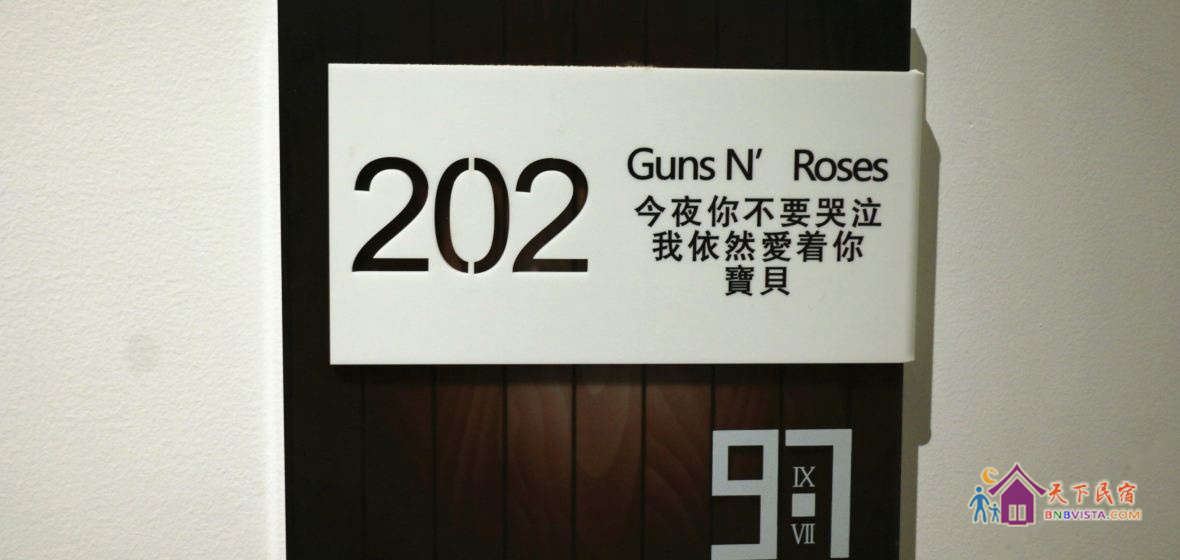 202
Guns N' Roses
今夜你不要哭泣
我依然愛着你
寶貝
97
IX
VII
天下民宿
BNBVISTA.COM